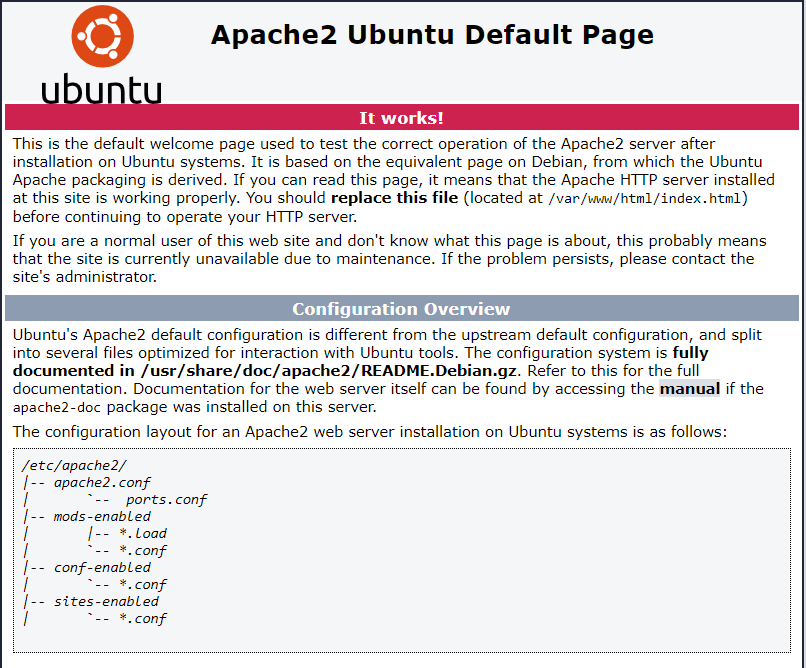 ubuntu
Apache2 Ubuntu Default Page
It works!
This is the default welcome page used to test the correct operation of the Apache2 server after
installation on Ubuntu systems. It is based on the equivalent page on Debian, from which the Ubuntu
Apache packaging is derived. If you can read this page, it means that the Apache HTTP server installed
at this site is working properly. You should replace this file (located at /var/www/html/index.html)
before continuing to operate your HTTP server.
If you are a normal user of this web site and don't know what this page is about, this probably means
that the site is currently unavailable due to maintenance. If the problem persists, please contact the
site's administrator.
Configuration Overview
Ubuntu's Apache2 default configuration is different from the upstream default configuration, and split
into several files optimized for interaction with Ubuntu tools. The configuration system is fully
documented in /usr/share/doc/apache2/README.Debian.gz. Refer to this for the full
documentation. Documentation for the web server itself can be found by accessing the manual if the
apache2-doc package was installed on this server.
The configuration layout for an Apache2 web server installation on Ubuntu systems is as follows:
/etc/apache2/
|-- apache2.conf
|       `--  ports.conf
|-- mods-enabled
|       |-- *.load
|       `-- *.conf
|-- conf-enabled
|       `-- *.conf
|-- sites-enabled
|       `-- *.conf